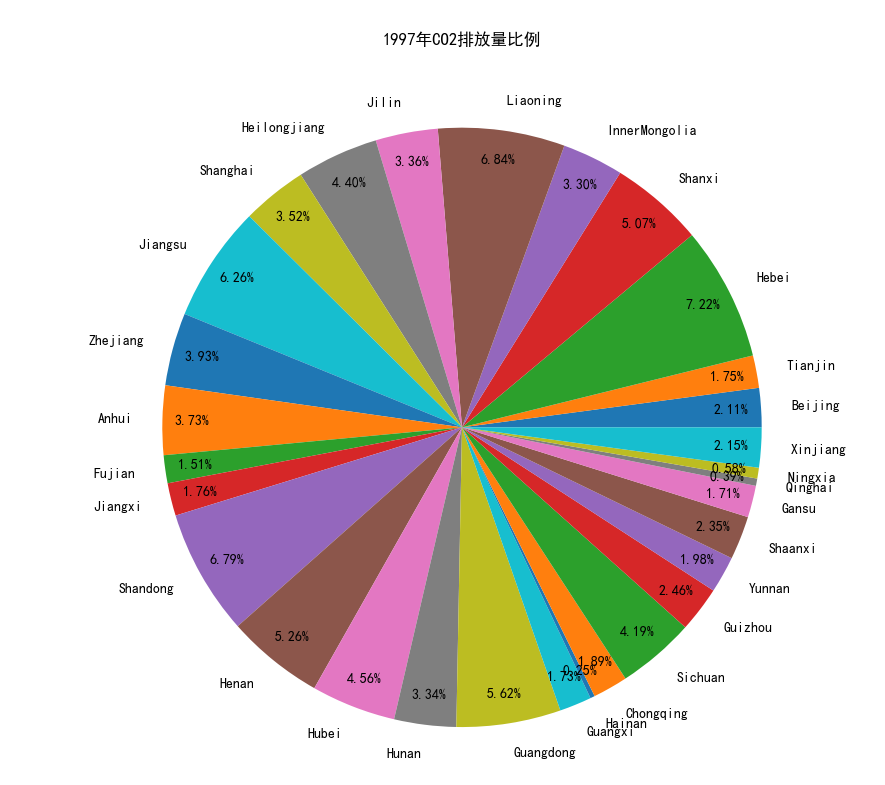 1997年CO2排放量比例
Beijing
2.11%
Tianjin
1.75%
Hebei
7.22%
Shanxi
5.07%
InnerMongolia
3.30%
Liaoning
6.84%
Jilin
3.36%
Heilongjiang
4.40%
Shanghai
3.52%
Jiangsu
6.26%
Zhejiang
3.93%
Anhui
3.73%
Fujian
1.51%
Jiangxi
1.76%
Shandong
6.79%
Henan
5.26%
Hubei
4.56%
Hunan
3.34%
Guangdong
5.62%
Guangxi
1.73%
Hainan
0.25%
Chongqing
1.89%
Sichuan
4.19%
Guizhou
2.46%
Yunnan
1.98%
Shaanxi
2.35%
Gansu
1.71%
Qinghai
0.39%
Ningxia
0.58%
Xinjiang
2.15%